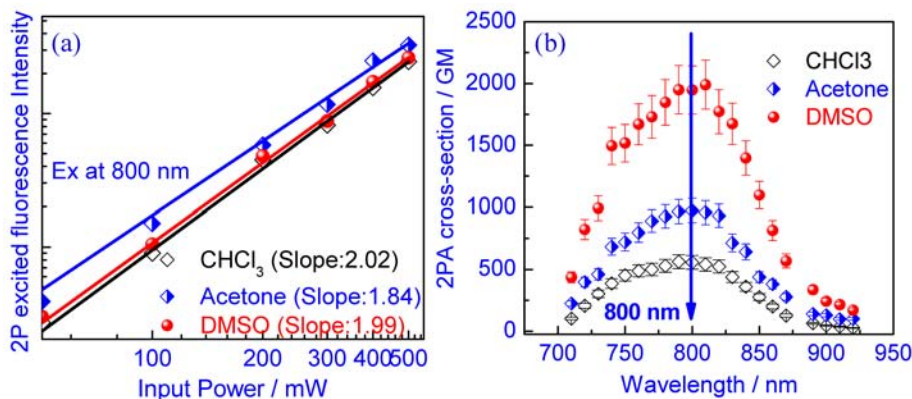 (a)
2P excited fluorescence Intensity
Ex at 800 nm
CHCl₃ (Slope:2.02)
Acetone (Slope:1.84)
DMSO (Slope:1.99)
100 200 300 400 500
Input Power / mW
(b)
2PA cross-section / GM
2500
2000
1500
1000
500
0
CHCl3
Acetone
DMSO
800 nm
700 750 800 850 900 950
Wavelength / nm